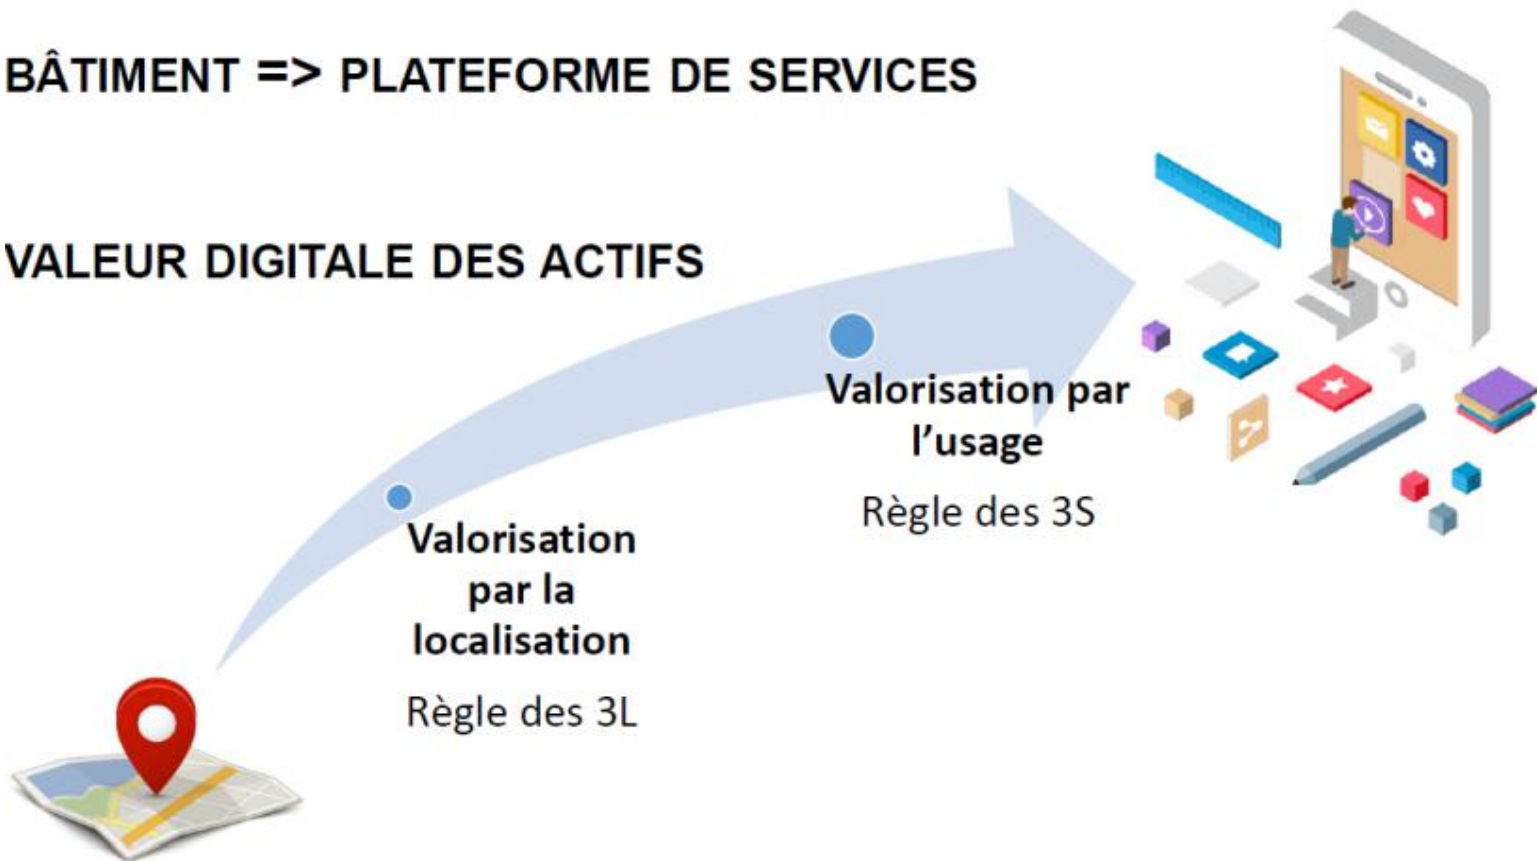 BÂTIMENT => PLATEFORME DE SERVICES
VALEUR DIGITALE DES ACTIFS
Valorisation par
l’usage
Règle des 3S
Valorisation
par la
localisation
Règle des 3L